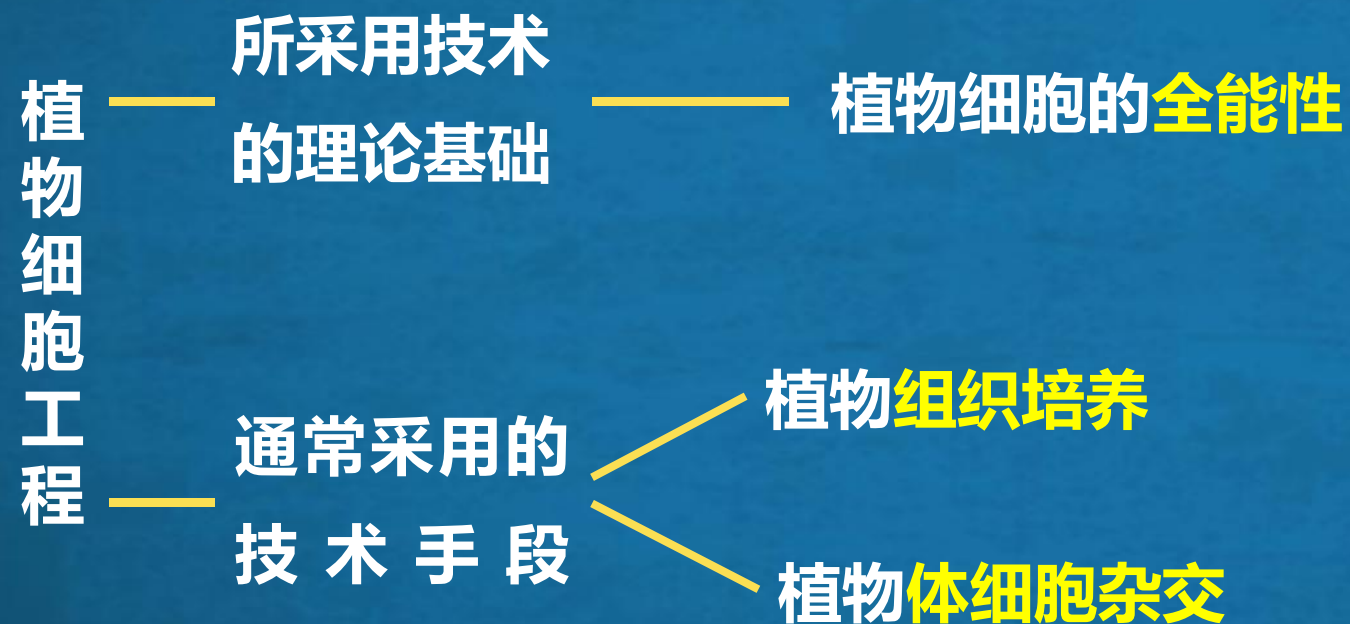 植物细胞工程
所采用技术
的理论基础
植物细胞的全能性
通常采用的
技术手段
植物组织培养
植物体细胞杂交